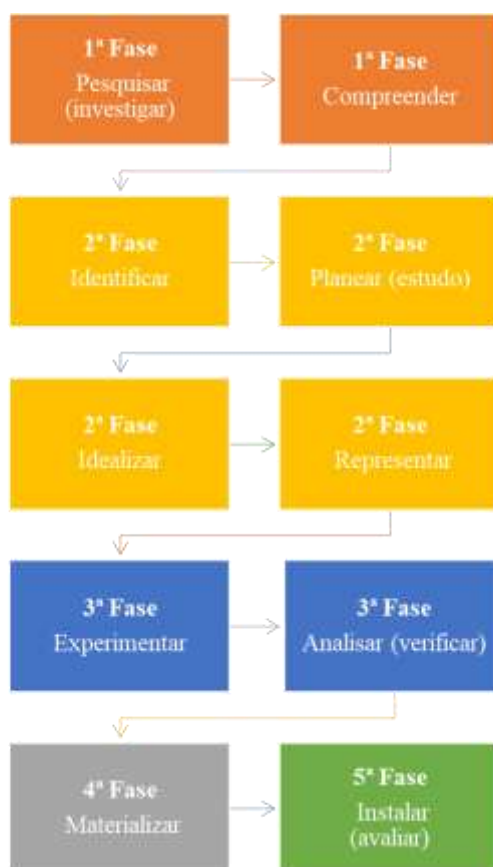 1ª Fase
Pesquisar
(investigar)
1ª Fase
Compreender
2ª Fase
Identificar
2ª Fase
Planear (estudo)
2ª Fase
Idealizar
2ª Fase
Representar
3ª Fase
Experimentar
3ª Fase
Analisar (verificar)
4ª Fase
Materializar
5ª Fase
Instalar
(avaliar)